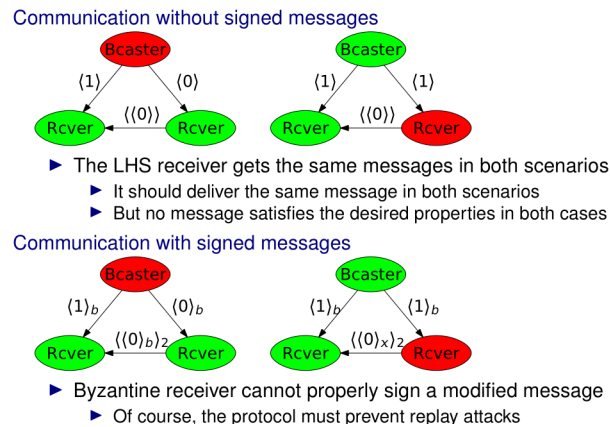 Communication without signed messages
Bcaster Bcaster
⟨1⟩ ⟨0⟩ ⟨1⟩ ⟨1⟩
Rcver ⟨⟨0⟩⟩ Rcver Rcver ⟨⟨0⟩⟩ Rcver
▶ The LHS receiver gets the same messages in both scenarios
▶ It should deliver the same message in both scenarios
▶ But no message satisfies the desired properties in both cases
Communication with signed messages
Bcaster Bcaster
⟨1⟩b ⟨0⟩b ⟨1⟩b ⟨1⟩b
Rcver ⟨⟨0⟩b⟩2 Rcver Rcver ⟨⟨0⟩x⟩2 Rcver
▶ Byzantine receiver cannot properly sign a modified message
▶ Of course, the protocol must prevent replay attacks